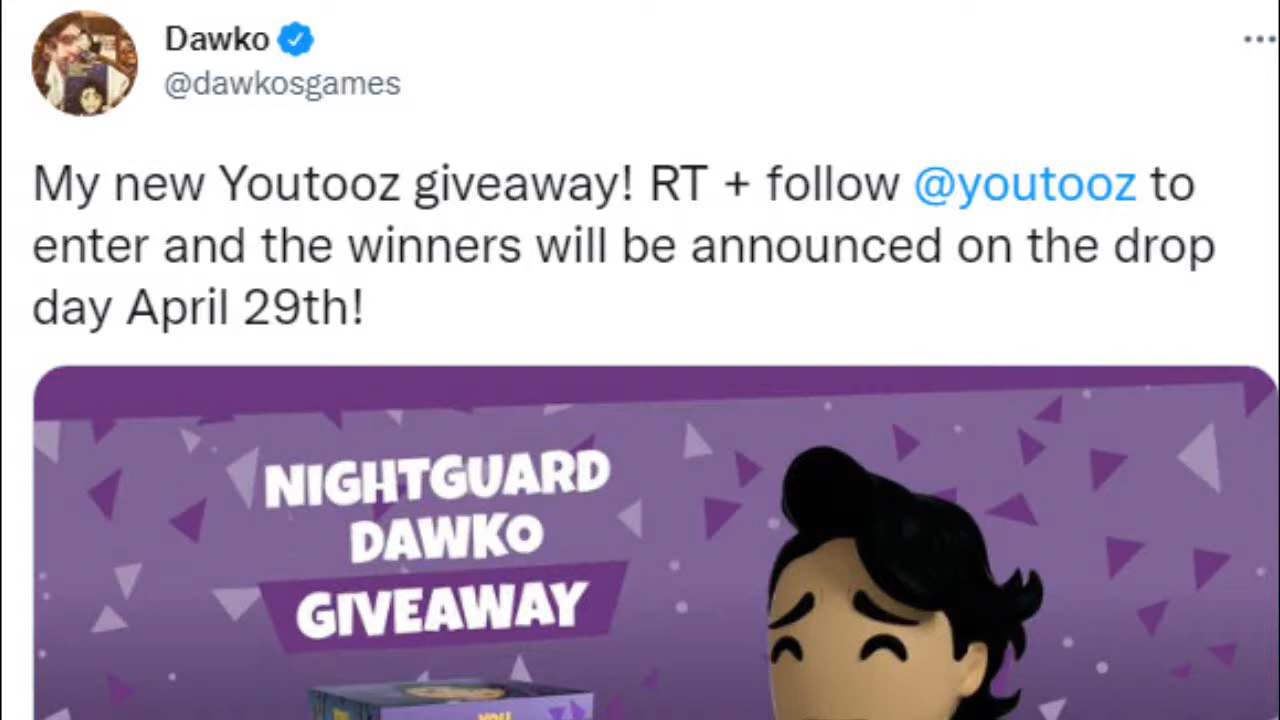 Dawko
@dawkosgames
My new Youtooz giveaway! RT + follow @youtooz to
enter and the winners will be announced on the drop
day April 29th!
NIGHTGUARD
DAWKO
GIVEAWAY
YOU